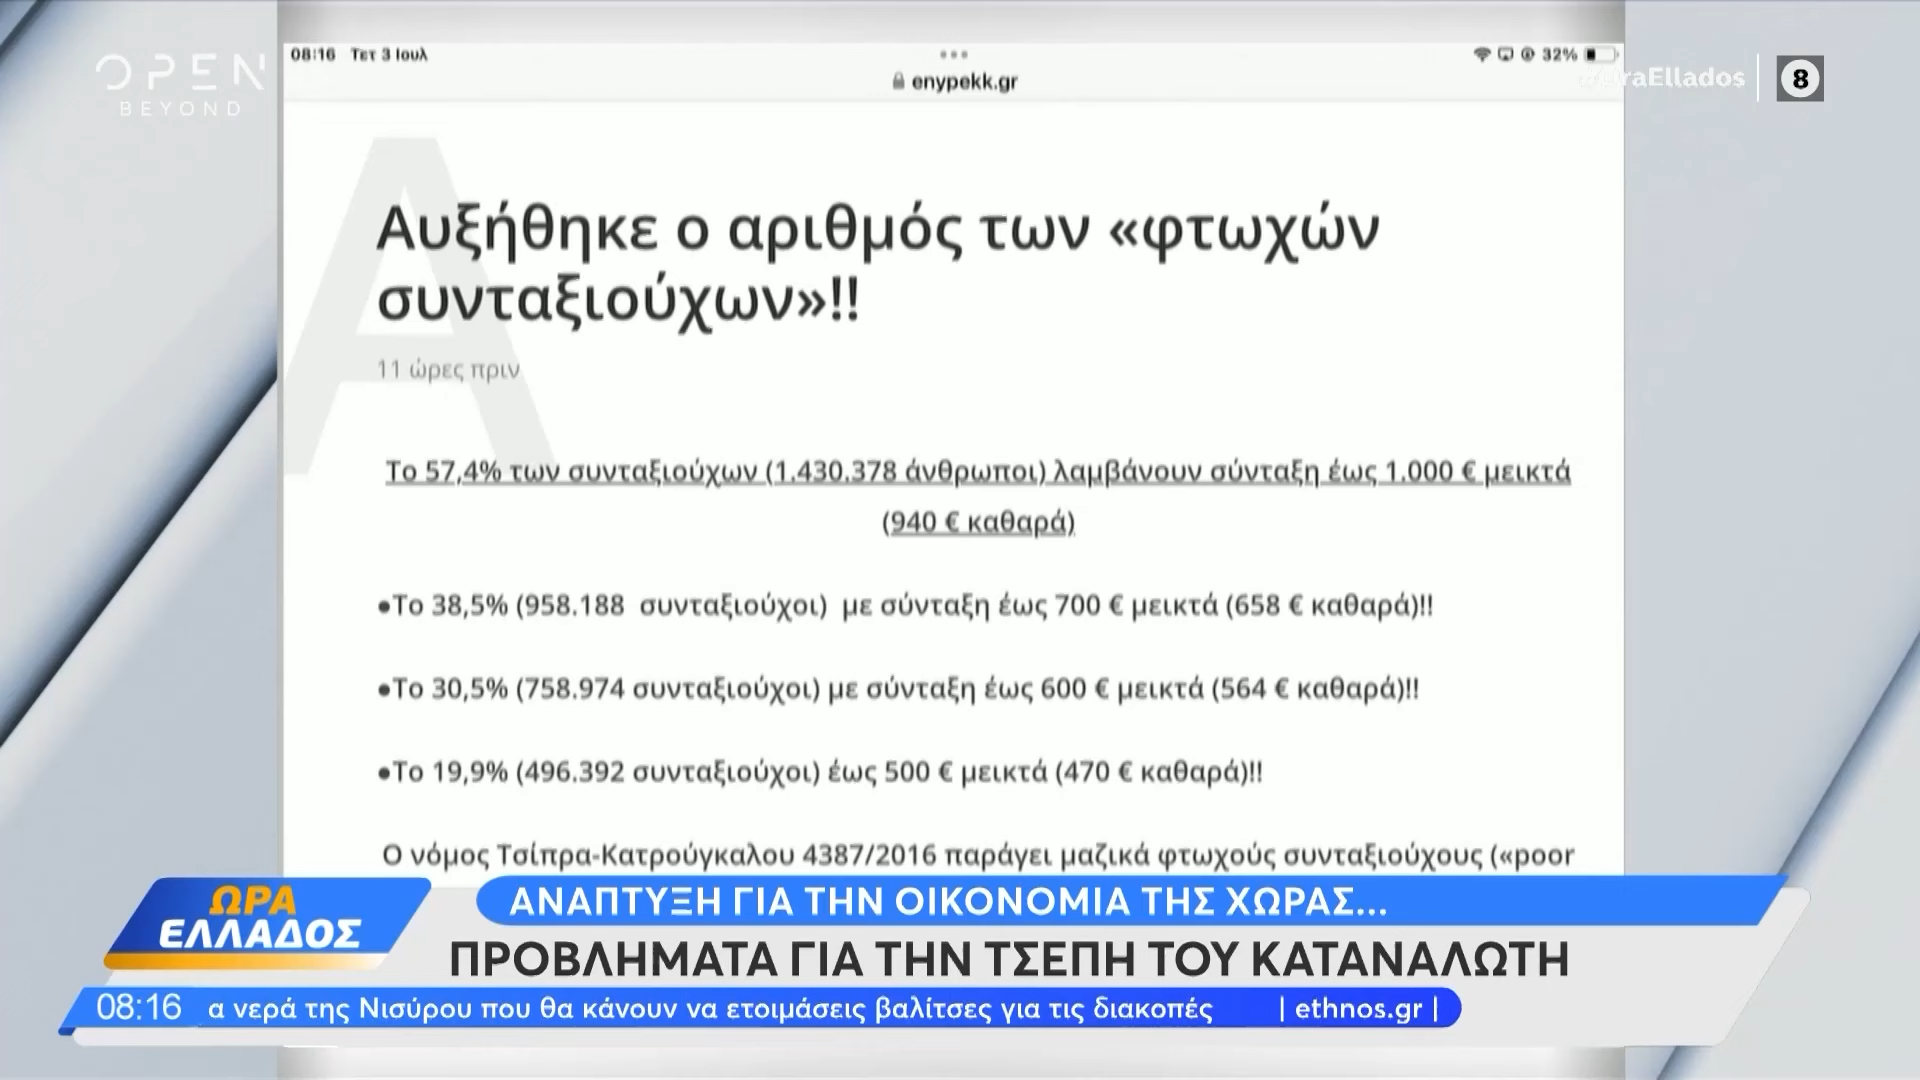 08:16 Τετ 3 Ιουλ
32%
enypekk.gr
OPEN
BEYOND
raEllados
8
Αυξήθηκε ο αριθμός των «φτωχών
συνταξιούχων»!!
11 ώρες πριν
Το 57,4% των συνταξιούχων (1.430.378 άνθρωποι) λαμβάνουν σύνταξη έως 1.000 € μεικτά
(940 € καθαρά)
•Το 38,5% (958.188 συνταξιούχοι) με σύνταξη έως 700 € μεικτά (658 € καθαρά)!!
•Το 30,5% (758.974 συνταξιούχοι) με σύνταξη έως 600 € μεικτά (564 € καθαρά)!!
•Το 19,9% (496.392 συνταξιούχοι) έως 500 € μεικτά (470 € καθαρά)!!
Ο νόμος Τσίπρα-Κατρούγκαλου 4387/2016 παράγει μαζικά φτωχούς συνταξιούχους («poor
ΩΡΑ
ΕΛΛΑΔΟΣ
ΑΝΑΠΤΥΞΗ ΓΙΑ ΤΗΝ ΟΙΚΟΝΟΜΙΑ ΤΗΣ ΧΩΡΑΣ...
ΠΡΟΒΛΗΜΑΤΑ ΓΙΑ ΤΗΝ ΤΣΕΠΗ ΤΟΥ ΚΑΤΑΝΑΛΩΤΗ
08:16 α νερά της Νισύρου που θα κάνουν να ετοιμάσεις βαλίτσες για τις διακοπές | ethnos.gr |